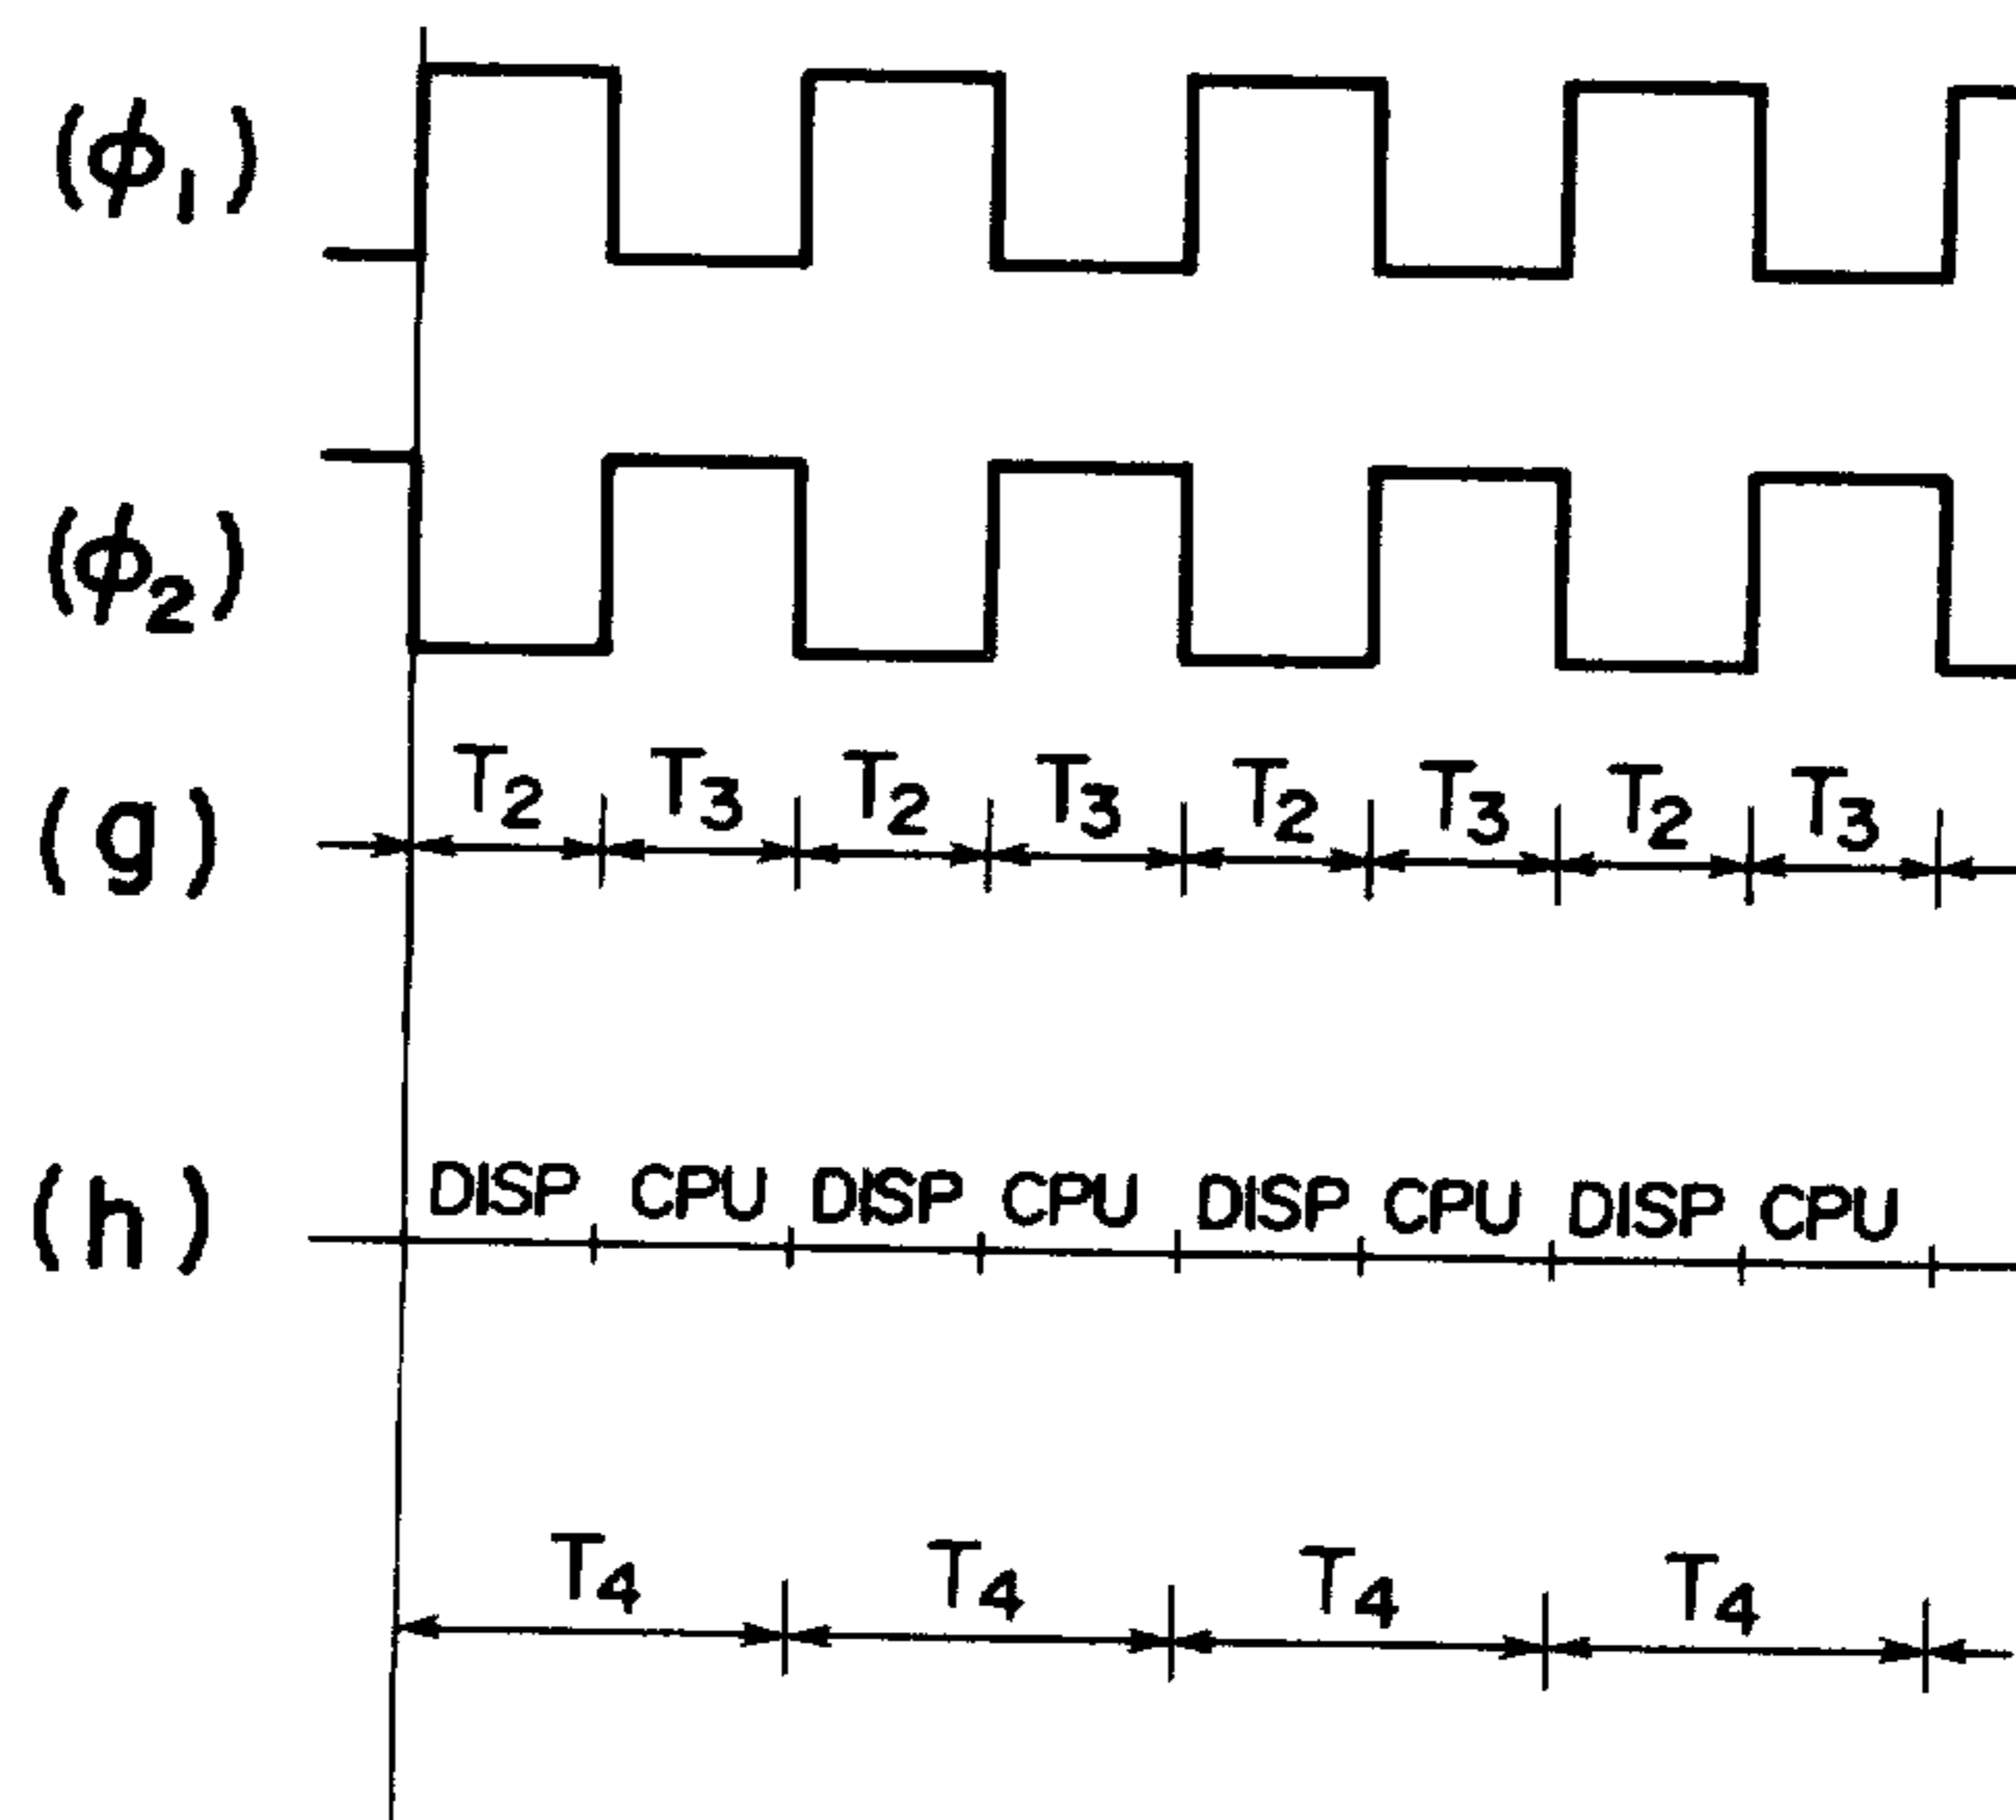 (ϕ1)
(ϕ2)
(g) T2 T3 T2 T3 T2 T3 T2 T3
(h) DISP CPU DISP CPU DISP CPU DISP CPU
T4 T4 T4 T4